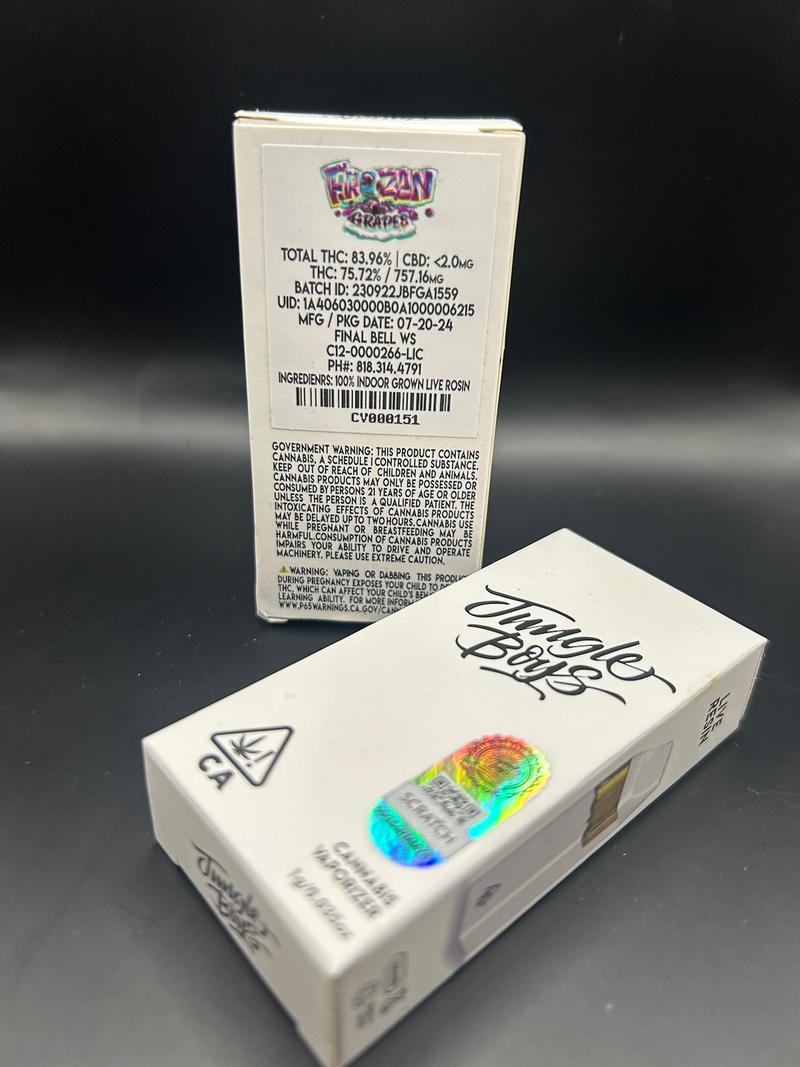 FROZAN
GRAPES
TOTAL THC: 83.96% | CBD: <2.0MG
THC: 75.72% / 757.16MG
BATCH ID: 230922JBFGA1559
UID: 1A406030000B0A1000006215
MFG / PKG DATE: 07-20-24
FINAL BELL WS
C12-0000266-LIC
PH#: 818.314.4791
INGREDIENRS: 100% INDOOR GROWN LIVE ROSIN
CV000151
GOVERNMENT WARNING: THIS PRODUCT CONTAINS
CANNABIS, A SCHEDULE I CONTROLLED SUBSTANCE.
KEEP OUT OF REACH OF CHILDREN AND ANIMALS.
CANNABIS PRODUCTS MAY ONLY BE POSSESSED OR
CONSUMED BY PERSONS 21 YEARS OF AGE OR OLDER
UNLESS THE PERSON IS A QUALIFIED PATIENT. THE
INTOXICATING EFFECTS OF CANNABIS PRODUCTS
MAY BE DELAYED UP TO TWO HOURS.CANNABIS USE
WHILE PREGNANT OR BREASTFEEDING MAY BE
HARMFUL.CONSUMPTION OF CANNABIS PRODUCTS
IMPAIRS YOUR ABILITY TO DRIVE AND OPERATE
MACHINERY. PLEASE USE EXTREME CAUTION.
WARNING: VAPING OR DABBING THIS PRODUC
DURING PREGNANCY EXPOSES YOUR CHILD TO D
THC, WHICH CAN AFFECT YOUR CHILD'S BEH
LEARNING ABILITY. FOR MORE INFORM
WWW.P65WARNINGS.CA.GOV/CANN
Jungle
Boys
LIVE
RESIN
CA
SCRATCH
CANNABIS
VAPORIZER
1g/0.035oz
Jungle
Boys